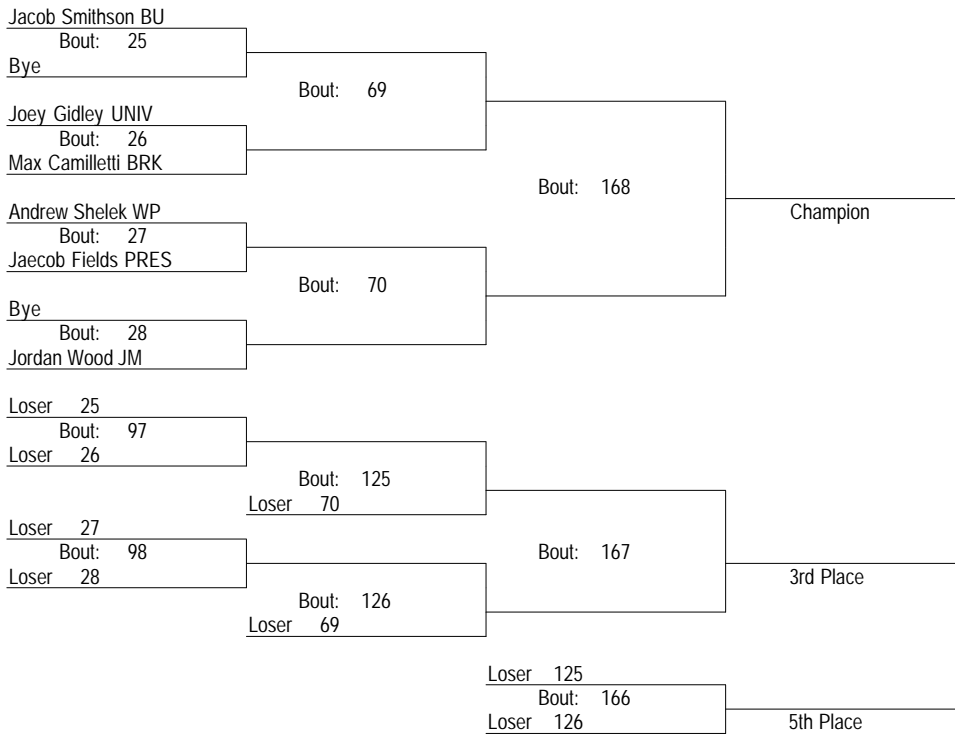 Jacob Smithson BU
Bout: 25
Bye
Bout: 69
Joey Gidley UNIV
Bout: 26
Max Camilletti BRK
Bout: 168
Andrew Shelek WP
Champion
Bout: 27
Jaecob Fields PRES
Bout: 70
Bye
Bout: 28
Jordan Wood JM
Loser 25
Bout: 97
Loser 26
Bout: 125
Loser 70
Loser 27
Bout: 98
Bout: 167
Loser 28
3rd Place
Bout: 126
Loser 69
Loser 125
Bout: 166
Loser 126
5th Place